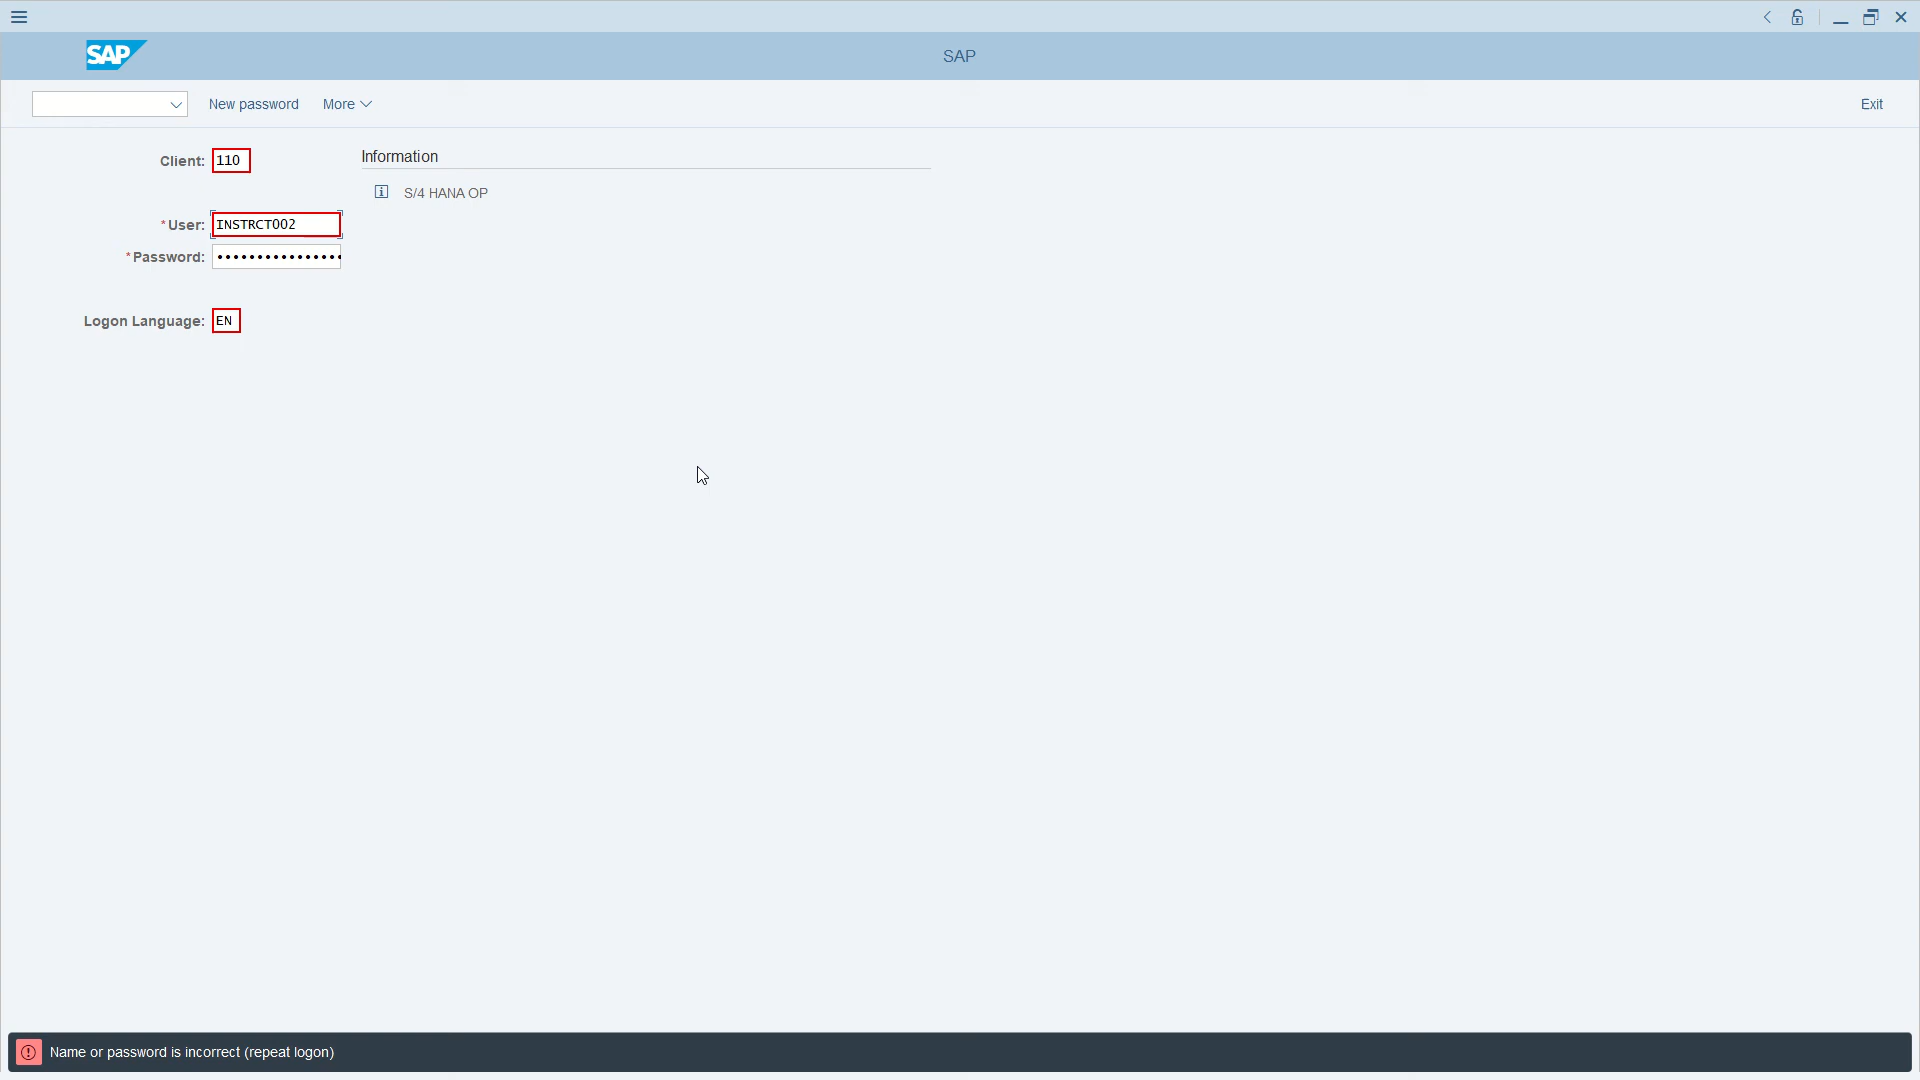 SAP
SAP
New password More Exit
Client: 110
Information
S/4 HANA OP
* User: INSTRCT002
* Password: ••••••••••••••••
Logon Language: EN
Name or password is incorrect (repeat logon)